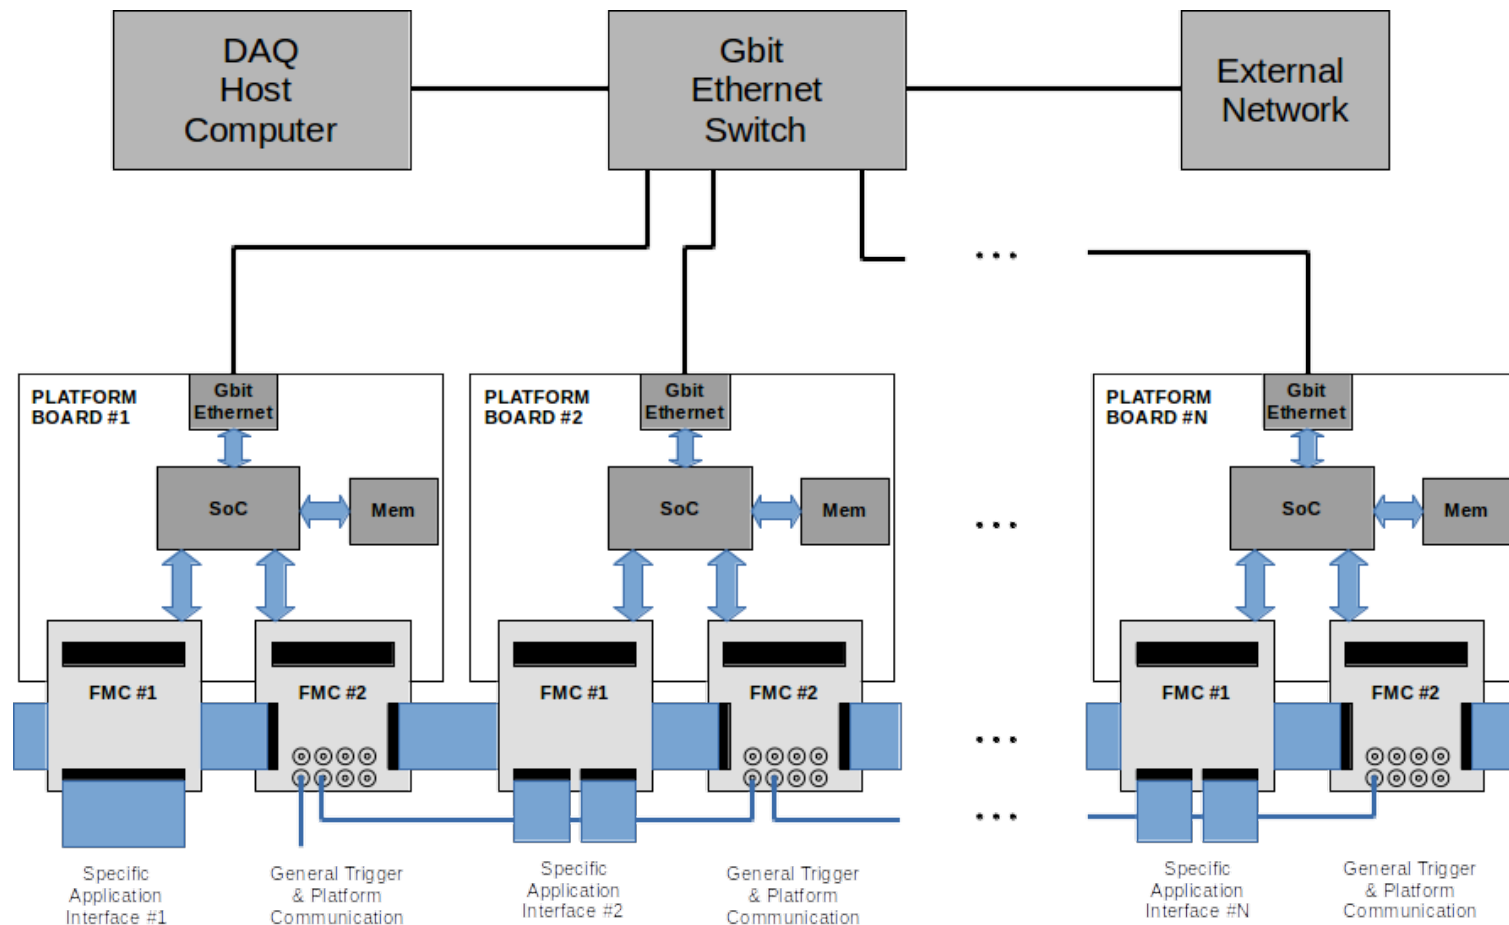 DAQ
Host
Computer
Gbit
Ethernet
Switch
External
Network
...
PLATFORM
BOARD #1
Gbit
Ethernet
SoC
Mem
FMC #1
FMC #2
Specific
Application
Interface #1
General Trigger
& Platform
Communication
PLATFORM
BOARD #2
Gbit
Ethernet
SoC
Mem
FMC #1
FMC #2
Specific
Application
Interface #2
General Trigger
& Platform
Communication
...
...
...
PLATFORM
BOARD #N
Gbit
Ethernet
SoC
Mem
FMC #1
FMC #2
Specific
Application
Interface #N
General Trigger
& Platform
Communication